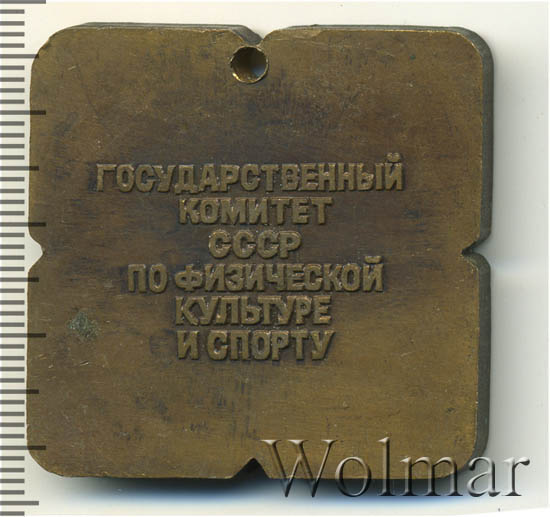 ГОСУДАРСТВЕННЫЙ
КОМИТЕТ
СССР
ПО ФИЗИЧЕСКОЙ
КУЛЬТУРЕ
И СПОРТУ
Wolmar